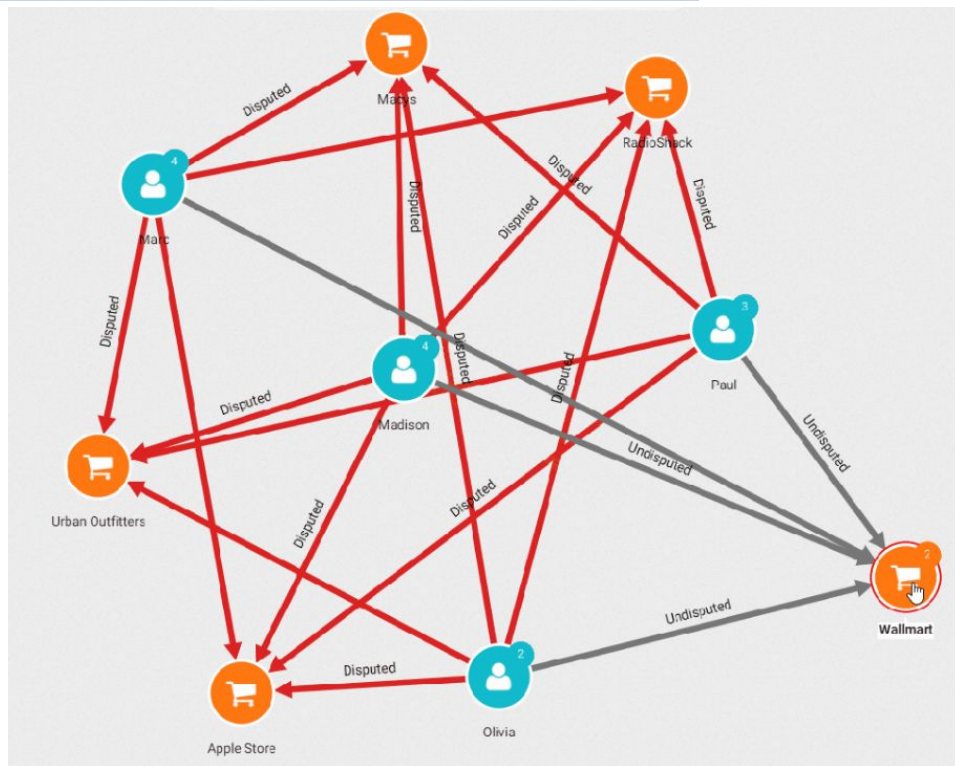 Disputed
Macys
RadioShack
4
Disputed
Disputed
Disputed
Disputed
Marc
Disputed
3
Disputed
Disputed
4
Paul
Disputed
Madison
Undisputed
Undisputed
Urban Outfitters
Disputed
Disputed
2
Wallmart
Undisputed
2
Disputed
Olivia
Apple Store